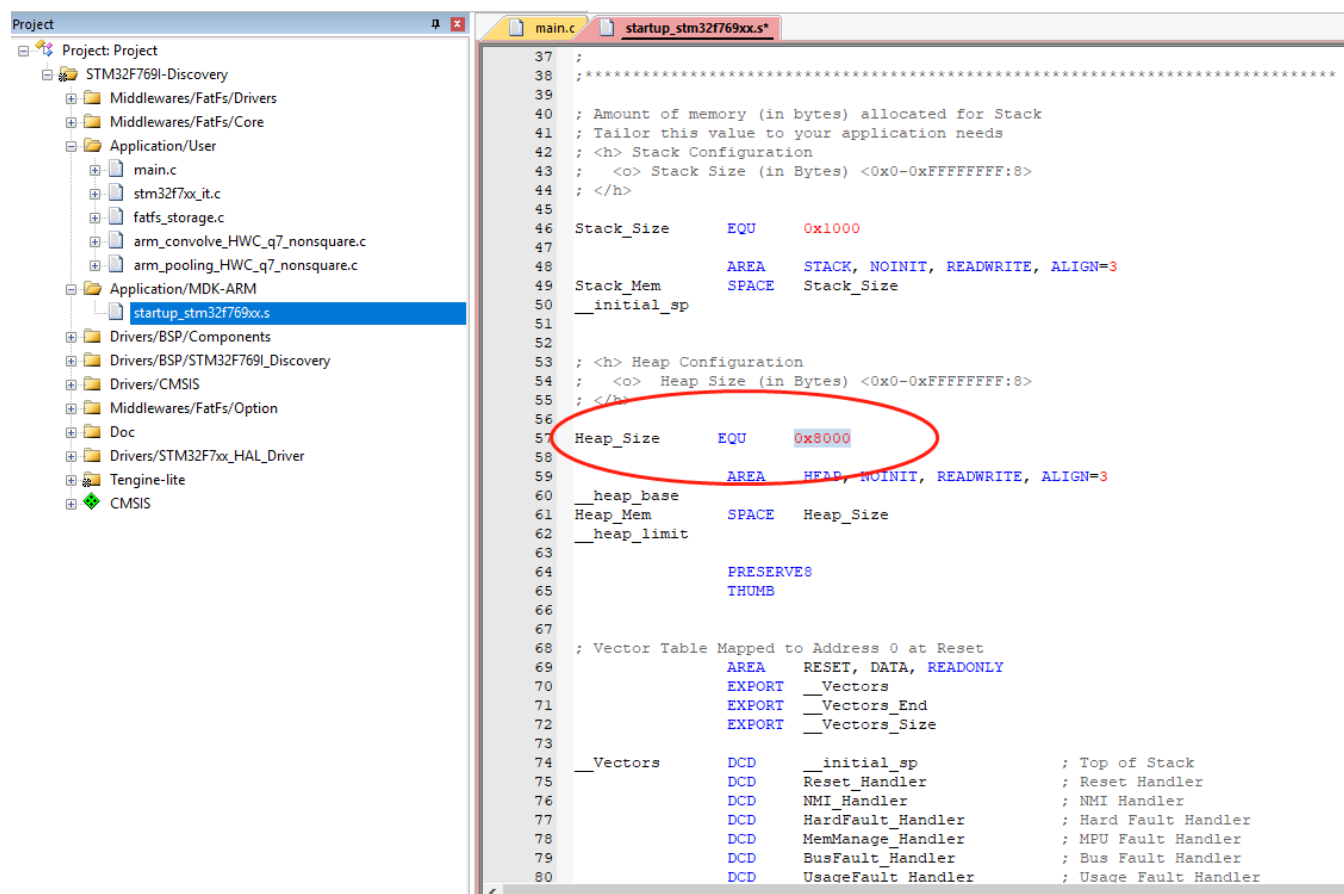 Project
Project: Project
STM32F769I-Discovery
Middlewares/FatFs/Drivers
Middlewares/FatFs/Core
Application/User
main.c
stm32f7xx_it.c
fatfs_storage.c
arm_convolve_HWC_q7_nonsquare.c
arm_pooling_HWC_q7_nonsquare.c
Application/MDK-ARM
startup_stm32f769xx.s
Drivers/BSP/Components
Drivers/BSP/STM32F769I_Discovery
Drivers/CMSIS
Middlewares/FatFs/Option
Doc
Drivers/STM32F7xx_HAL_Driver
Tengine-lite
CMSIS
main.c startup_stm32f769xx.s*
37 ;
38 ;*******************************************************************************
39
40 ; Amount of memory (in bytes) allocated for Stack
41 ; Tailor this value to your application needs
42 ; <h> Stack Configuration
43 ;   <o> Stack Size (in Bytes) <0x0-0xFFFFFFFF:8>
44 ; </h>
45
46 Stack_Size      EQU     0x1000
47
48                 AREA    STACK, NOINIT, READWRITE, ALIGN=3
49 Stack_Mem       SPACE   Stack_Size
50 __initial_sp
51
52
53 ; <h> Heap Configuration
54 ;   <o>  Heap Size (in Bytes) <0x0-0xFFFFFFFF:8>
55 ; </h>
56
57 Heap_Size      EQU     0x8000
58
59                 AREA    HEAP, NOINIT, READWRITE, ALIGN=3
60 __heap_base
61 Heap_Mem        SPACE   Heap_Size
62 __heap_limit
63
64                 PRESERVE8
65                 THUMB
66
67
68 ; Vector Table Mapped to Address 0 at Reset
69                 AREA    RESET, DATA, READONLY
70                 EXPORT  __Vectors
71                 EXPORT  __Vectors_End
72                 EXPORT  __Vectors_Size
73
74 __Vectors       DCD     __initial_sp               ; Top of Stack
75                 DCD     Reset_Handler              ; Reset Handler
76                 DCD     NMI_Handler                ; NMI Handler
77                 DCD     HardFault_Handler          ; Hard Fault Handler
78                 DCD     MemManage_Handler          ; MPU Fault Handler
79                 DCD     BusFault_Handler           ; Bus Fault Handler
80                 DCD     UsageFault_Handler         ; Usage Fault Handler